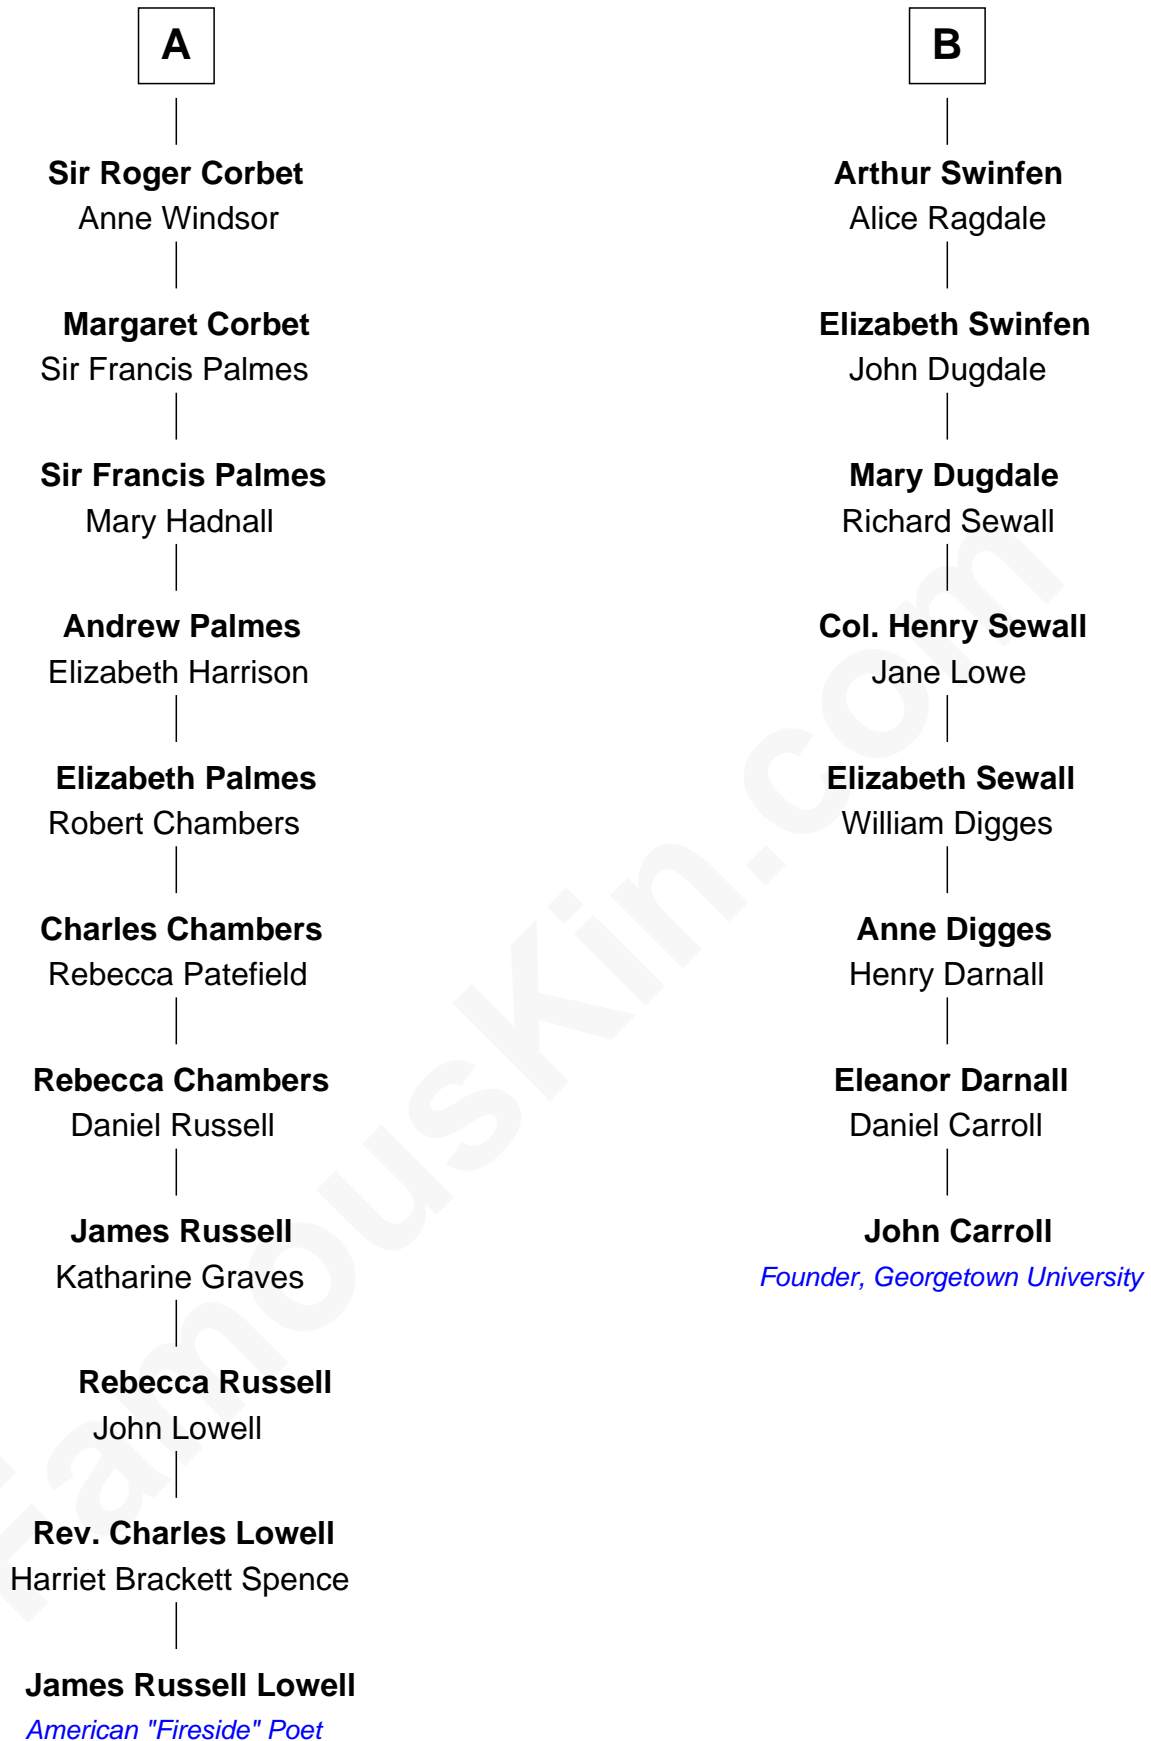 A
Sir Roger Corbet
Anne Windsor
Margaret Corbet
Sir Francis Palmes
Sir Francis Palmes
Mary Hadnall
Andrew Palmes
Elizabeth Harrison
Elizabeth Palmes
Robert Chambers
Charles Chambers
Rebecca Patefield
Rebecca Chambers
Daniel Russell
James Russell
Katharine Graves
Rebecca Russell
John Lowell
Rev. Charles Lowell
Harriet Brackett Spence
James Russell Lowell
American "Fireside" Poet
B
Arthur Swinfen
Alice Ragdale
Elizabeth Swinfen
John Dugdale
Mary Dugdale
Richard Sewall
Col. Henry Sewall
Jane Lowe
Elizabeth Sewall
William Digges
Anne Digges
Henry Darnall
Eleanor Darnall
Daniel Carroll
John Carroll
Founder, Georgetown University
FamousKin.com